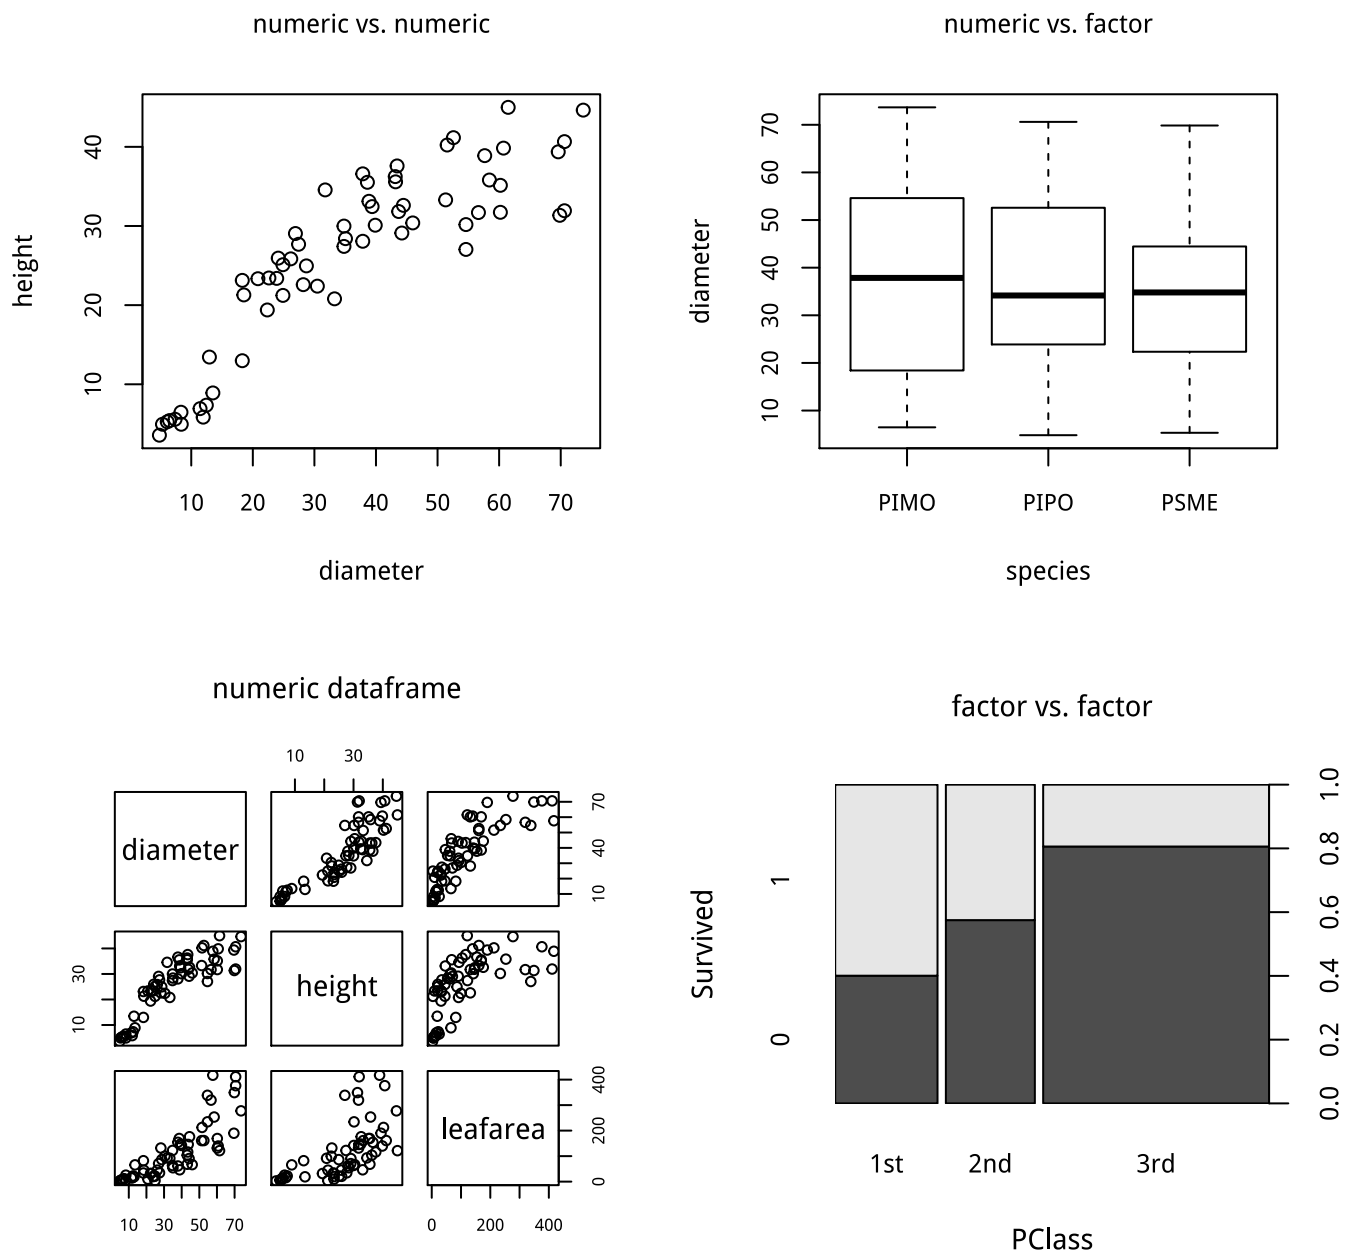 numeric vs. numeric
height
40
30
20
10
10 20 30 40 50 60 70
diameter
numeric vs. factor
diameter
70
60
50
40
30
20
10
PIMO PIPO PSME
species
numeric dataframe
10 30
diameter
70
40
10
30
10
height
leafarea
400
200
0
10 30 50 70
0 200 400
factor vs. factor
Survived
1
0
1.0
0.8
0.6
0.4
0.2
0.0
1st 2nd 3rd
PClass